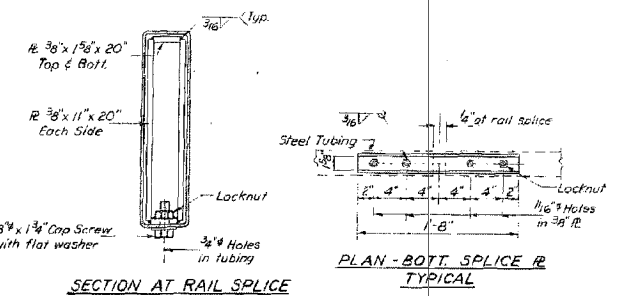 3/16 Typ.
PL 3/8" x 1 5/8" x 20"
Top & Bott.
PL 3/8" x 11" x 20"
Each Side
Locknut
8"φ x 1 3/4" Cap Screw
with flat washer
3/4"φ Holes
in tubing
SECTION AT RAIL SPLICE
3/16
1/4" at rail splice
Steel Tubing
Locknut
2" 4" 4" 4" 4" 2"
11/16"φ Holes
in 3/8" PL
1'-8"
PLAN - BOTT. SPLICE PL
TYPICAL